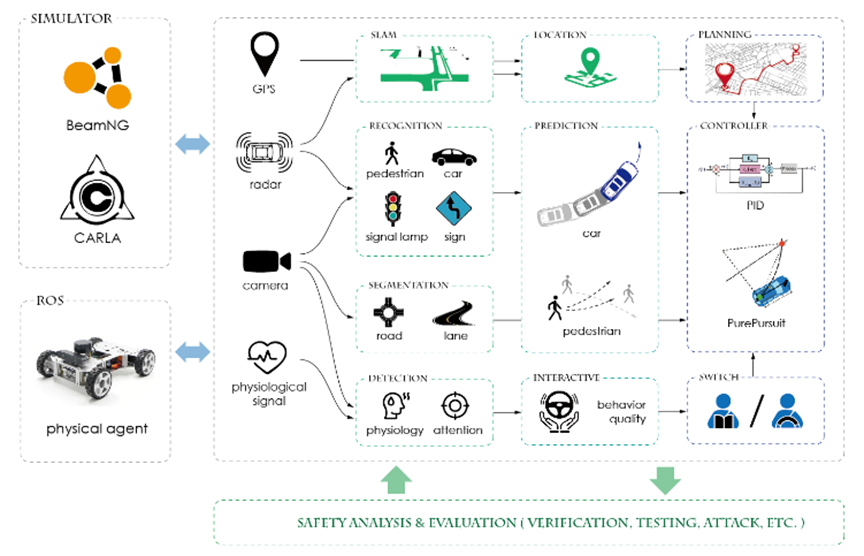 SIMULATOR
BeamNG
CARLA
ROS
physical agent
GPS
radar
camera
physiological
signal
SLAM
LOCATION
PLANNING
RECOGNITION
pedestrian
car
signal lamp
sign
PREDICTION
car
pedestrian
CONTROLLER
PID
PurePursuit
SEGMENTATION
road
lane
DETECTION
physiology
attention
INTERACTIVE
behavior
quality
SWITCH
SAFETY ANALYSIS & EVALUATION ( VERIFICATION, TESTING, ATTACK, ETC. )